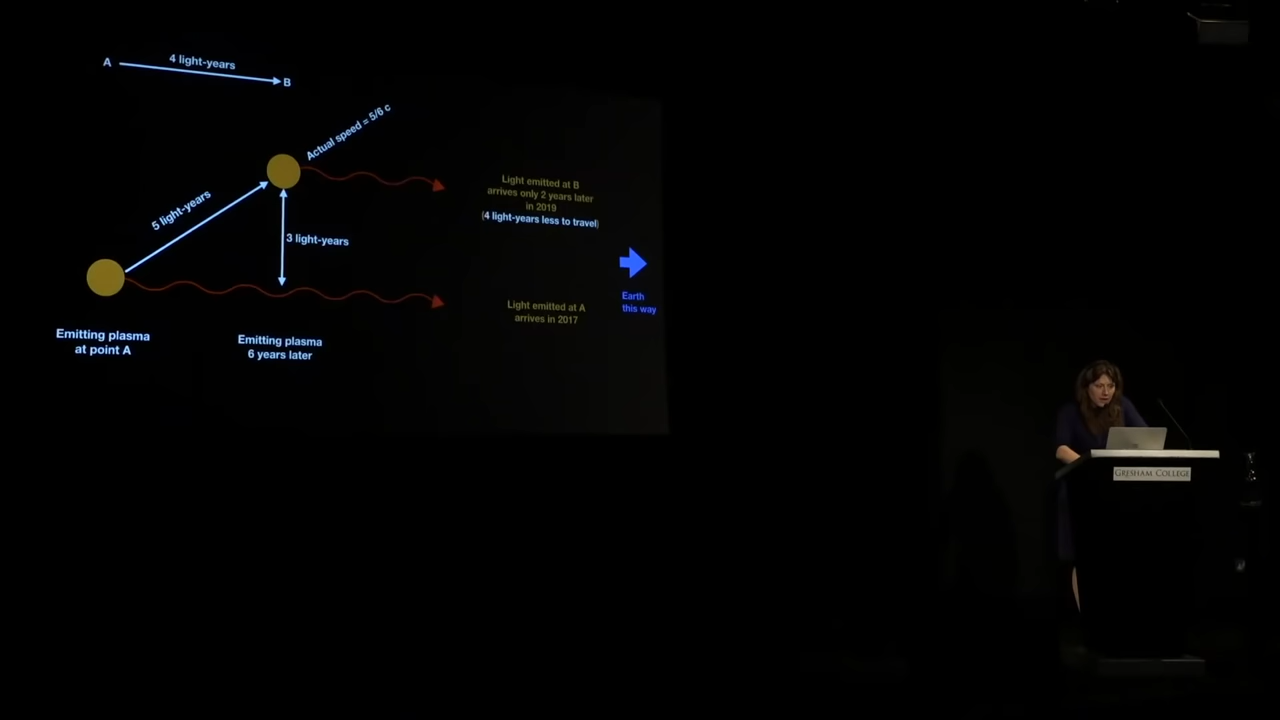 4 light-years
A
B
Actual speed = 5/6 c
Light emitted at B
arrives only 2 years later
in 2019
(4 light-years less to travel)
5 light-years
3 light-years
Earth
this way
Light emitted at A
arrives in 2017
Emitting plasma
at point A
Emitting plasma
6 years later
GRESHAM COLLEGE